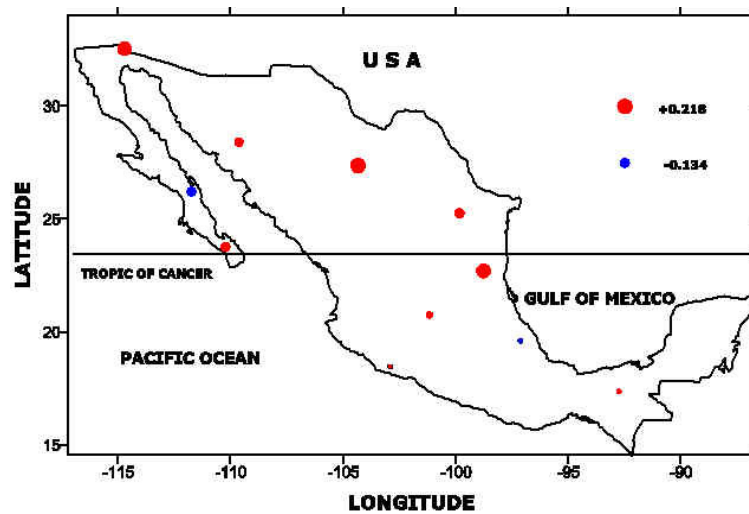 U S A
30
+0.218
-0.134
25
LATITUDE
TROPIC OF CANCER
GULF OF MEXICO
20
PACIFIC OCEAN
15
-115 -110 -105 -100 -95 -90
LONGITUDE